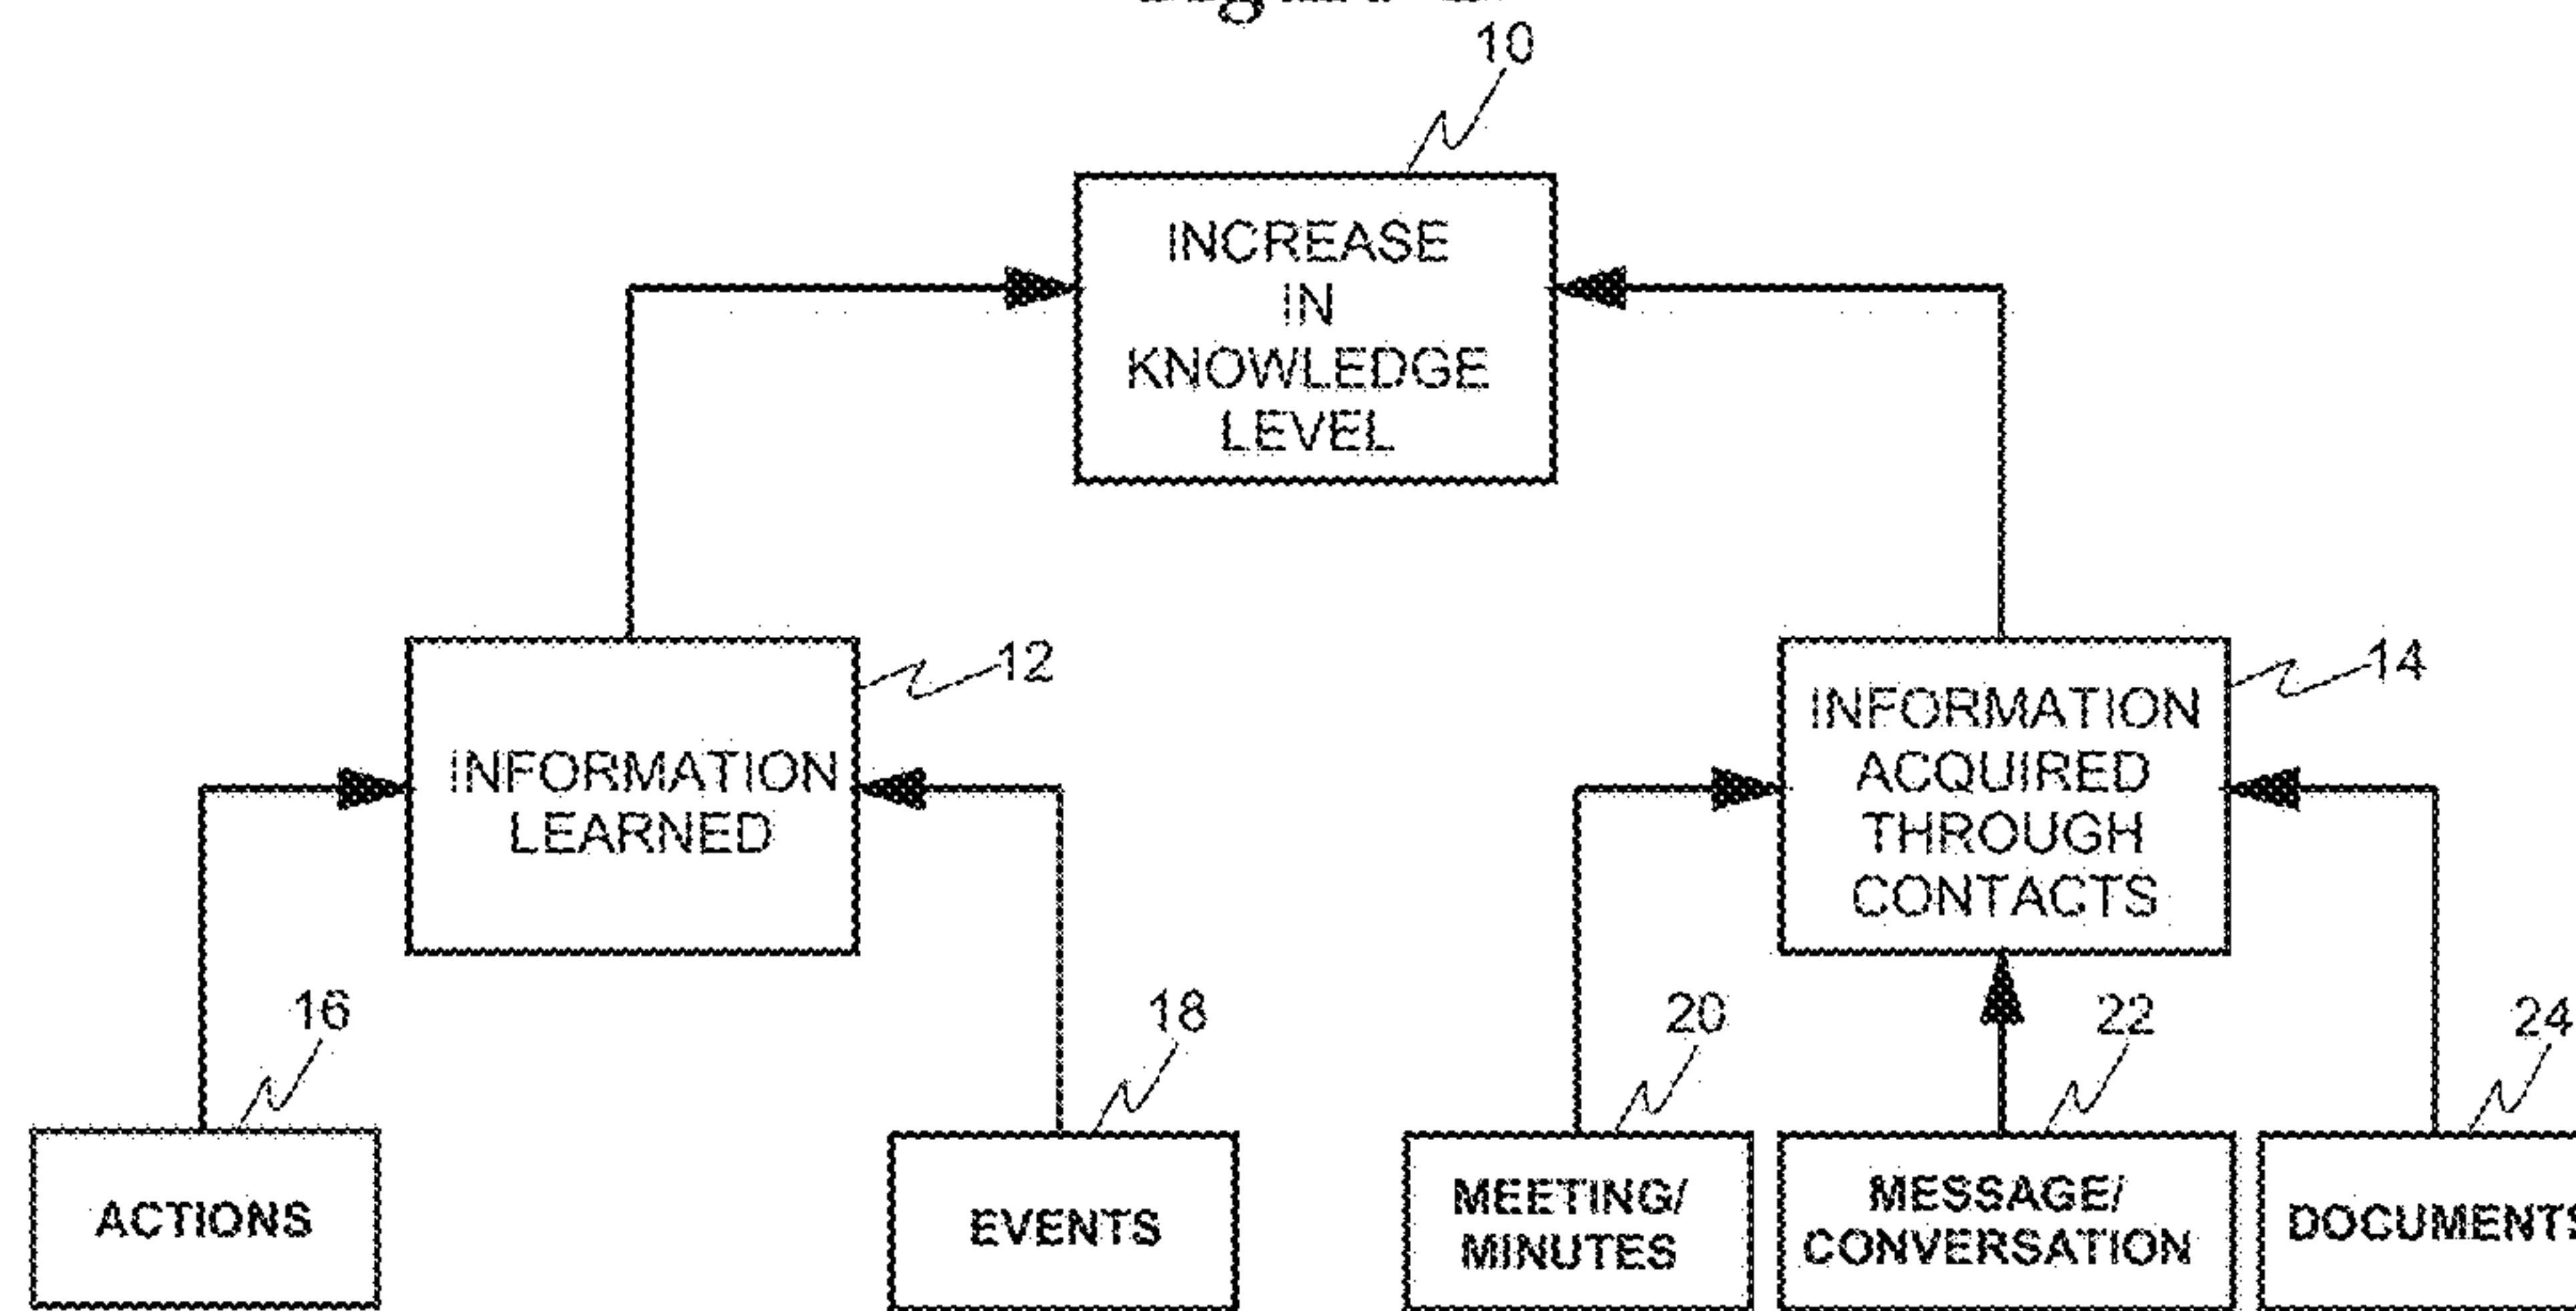 10
INCREASE
IN
KNOWLEDGE
LEVEL
12
INFORMATION
LEARNED
14
INFORMATION
ACQUIRED
THROUGH
CONTACTS
16
ACTIONS
18
EVENTS
20
MEETING/
MINUTES
22
MESSAGE/
CONVERSATION
24
DOCUMENTS